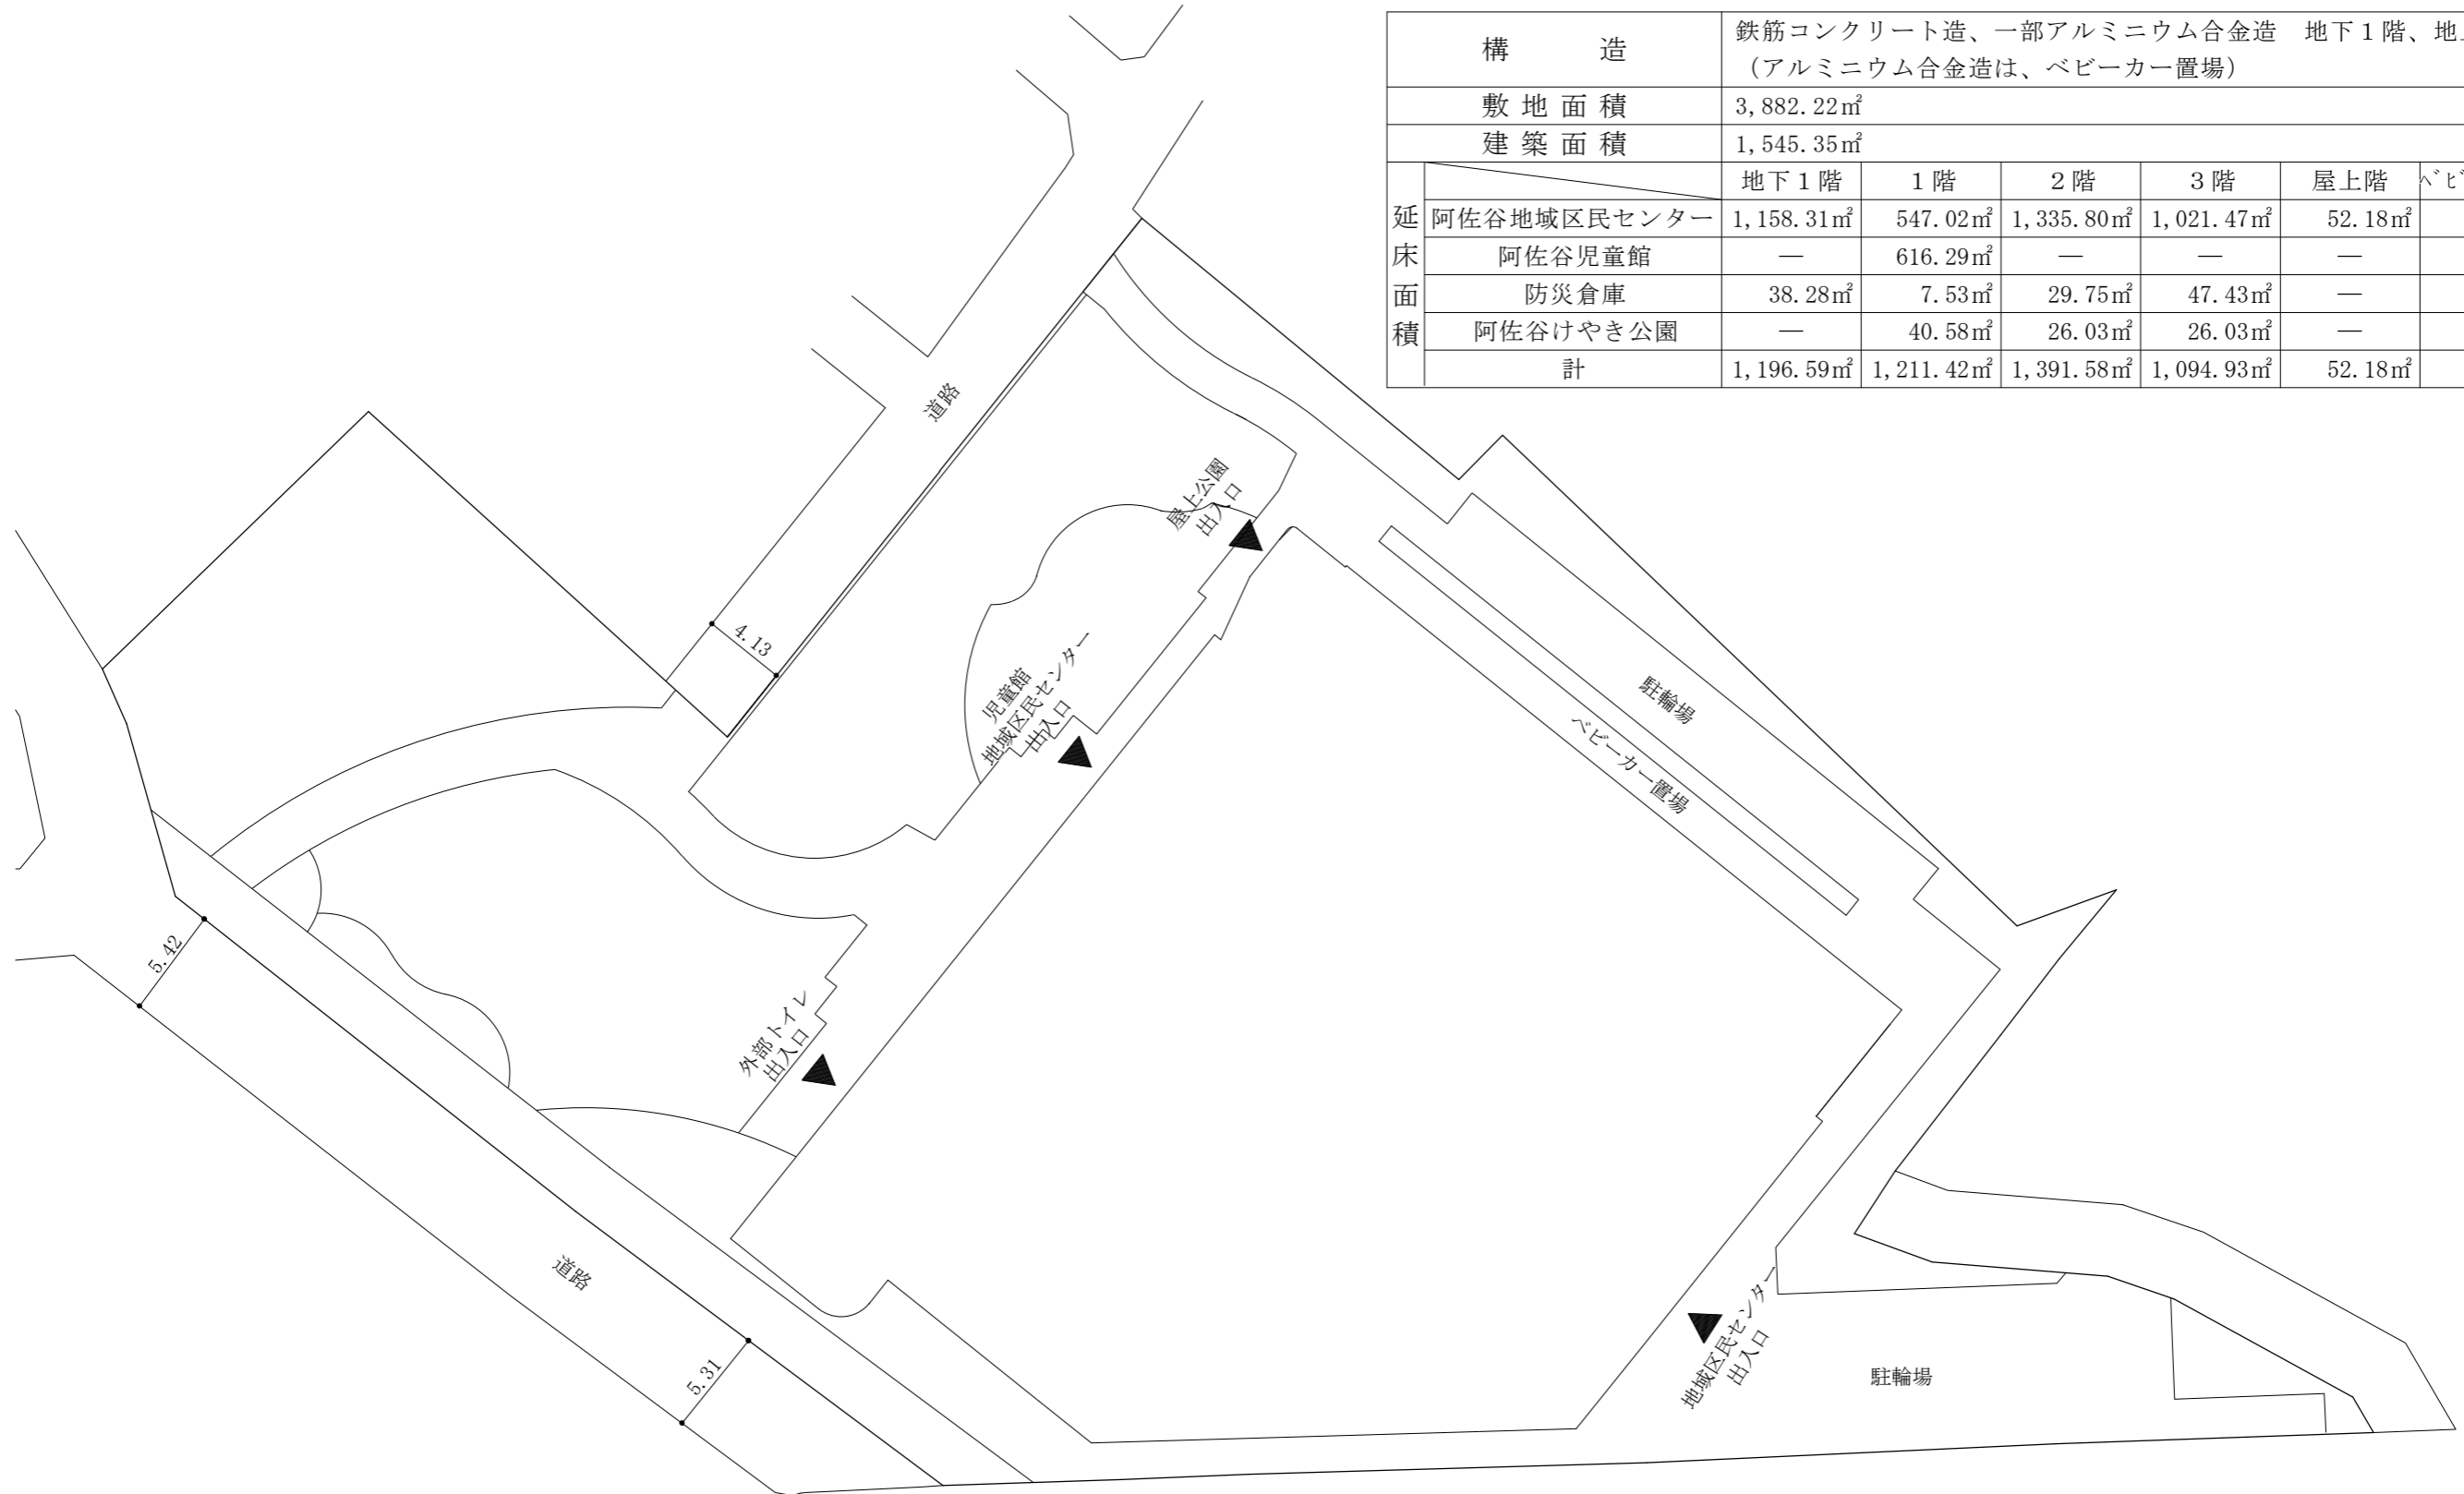 構　　造
鉄筋コンクリート造、一部アルミニウム合金造　地下１階、地
（アルミニウム合金造は、ベビーカー置場）
敷地面積
3,882.22㎡
建築面積
1,545.35㎡
延床面積
地下１階 １階 ２階 ３階 屋上階 ベビ
阿佐谷地域区民センター 1,158.31㎡ 547.02㎡ 1,335.80㎡ 1,021.47㎡ 52.18㎡
阿佐谷児童館 ― 616.29㎡ ― ― ―
防災倉庫 38.28㎡ 7.53㎡ 29.75㎡ 47.43㎡ ―
阿佐谷けやき公園 ― 40.58㎡ 26.03㎡ 26.03㎡ ―
計 1,196.59㎡ 1,211.42㎡ 1,391.58㎡ 1,094.93㎡ 52.18㎡
道路
屋上公園
出入口
4.13
児童館
地域区民センター
出入口
駐輪場
ベビーカー置場
5.42
外部トイレ
出入口
道路
5.31
地域区民センター
出入口
駐輪場